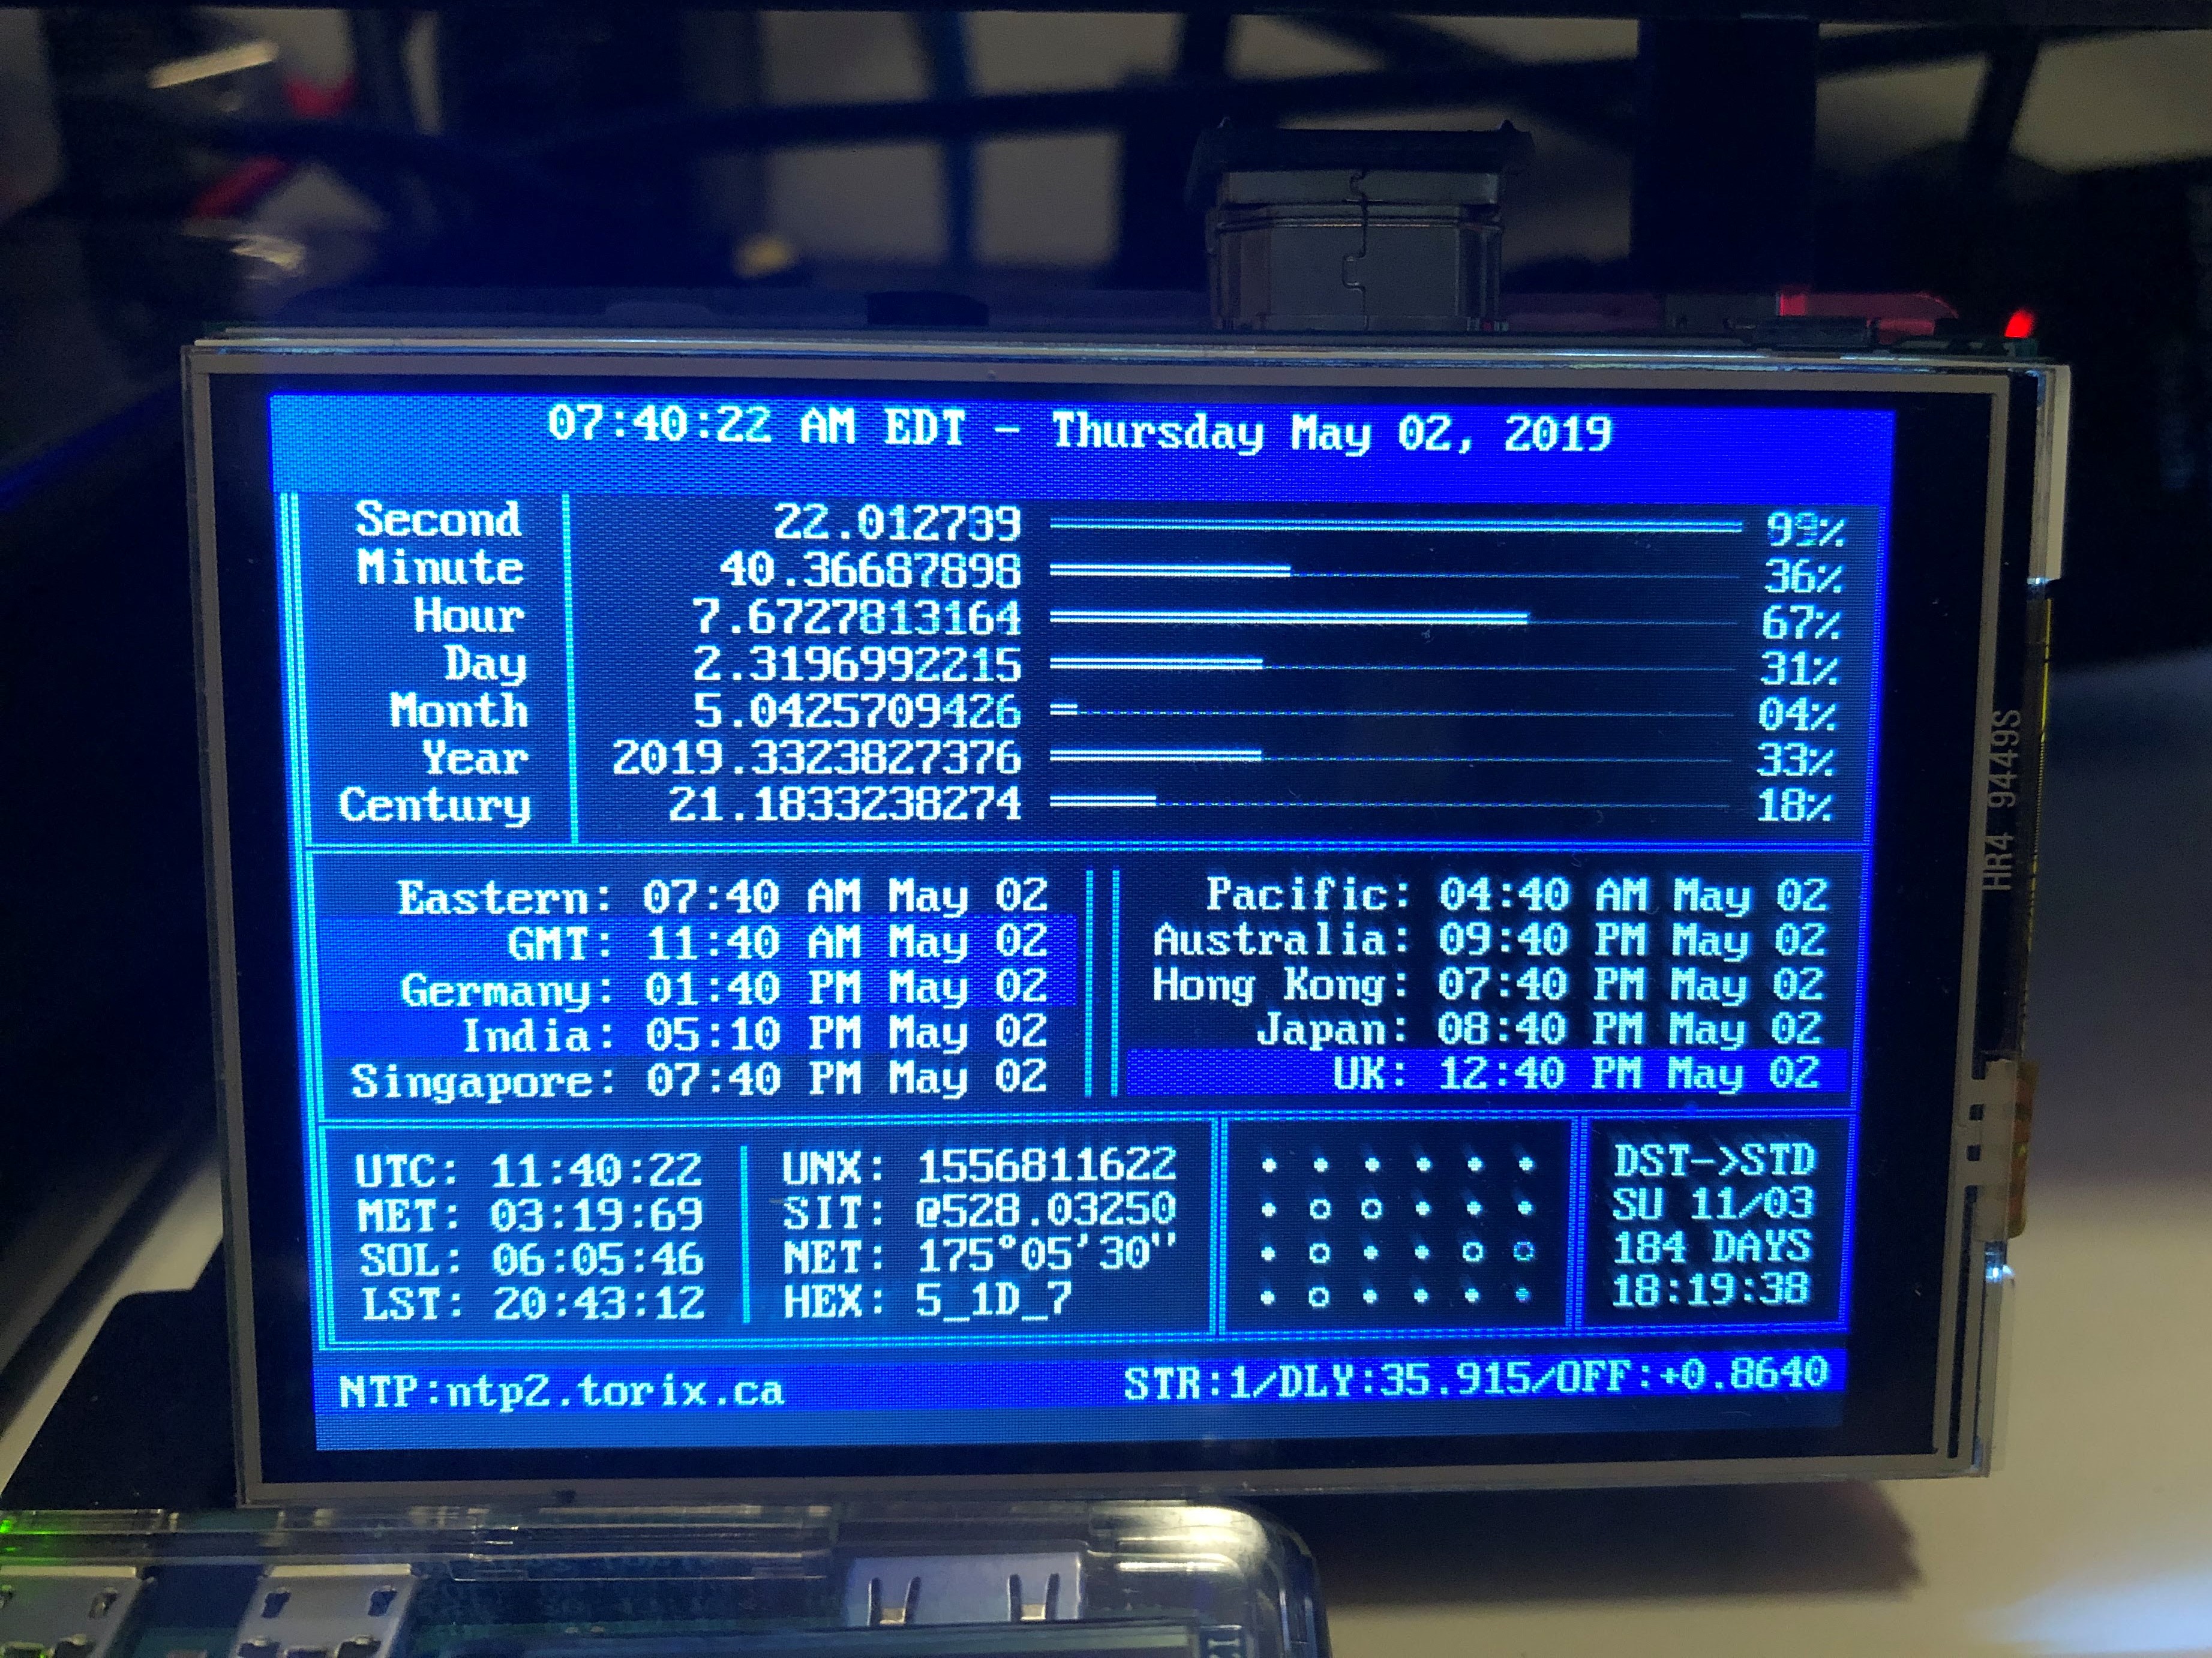 07:40:22 AM EDT - Thursday May 02, 2019
Second 22.012739 99%
Minute 40.36687898 36%
Hour 7.6727813164 67%
Day 2.3196992215 31%
Month 5.0425709426 04%
Year 2019.3323827376 33%
Century 21.1833238274 18%
Eastern: 07:40 AM May 02
GMT: 11:40 AM May 02
Germany: 01:40 PM May 02
India: 05:10 PM May 02
Singapore: 07:40 PM May 02
Pacific: 04:40 AM May 02
Australia: 09:40 PM May 02
Hong Kong: 07:40 PM May 02
Japan: 08:40 PM May 02
UK: 12:40 PM May 02
UTC: 11:40:22
MET: 03:19:69
SOL: 06:05:46
LST: 20:43:12
UNX: 1556811622
SIT: @528.03250
NET: 175°05'30"
HEX: 5_1D_7
DST->STD
SU 11/03
184 DAYS
18:19:38
NTP:ntp2.torix.ca
STR:1/DLY:35.915/OFF:+0.8640
HR4 9449S